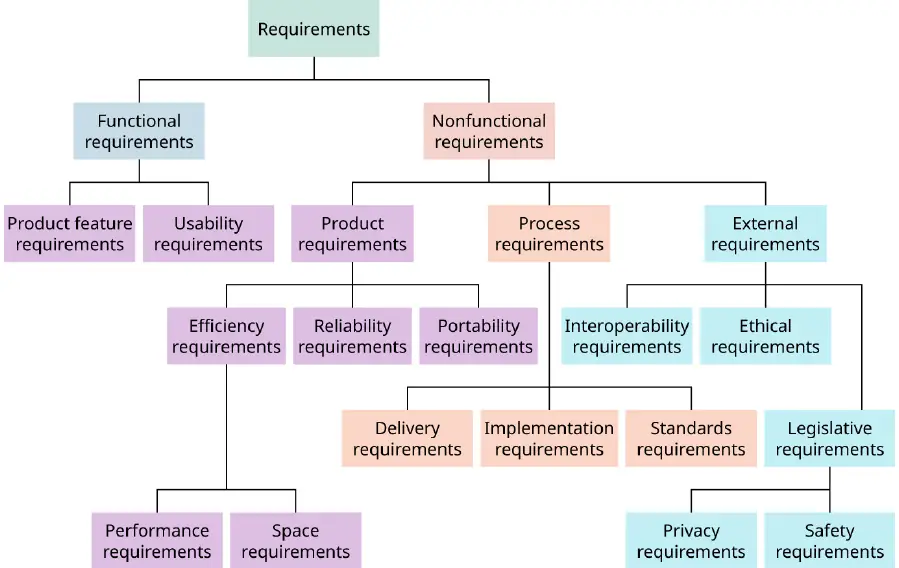 Requirements
Functional
requirements
Nonfunctional
requirements
Product feature
requirements
Usability
requirements
Product
requirements
Process
requirements
External
requirements
Efficiency
requirements
Reliability
requirements
Portability
requirements
Interoperability
requirements
Ethical
requirements
Delivery
requirements
Implementation
requirements
Standards
requirements
Legislative
requirements
Performance
requirements
Space
requirements
Privacy
requirements
Safety
requirements